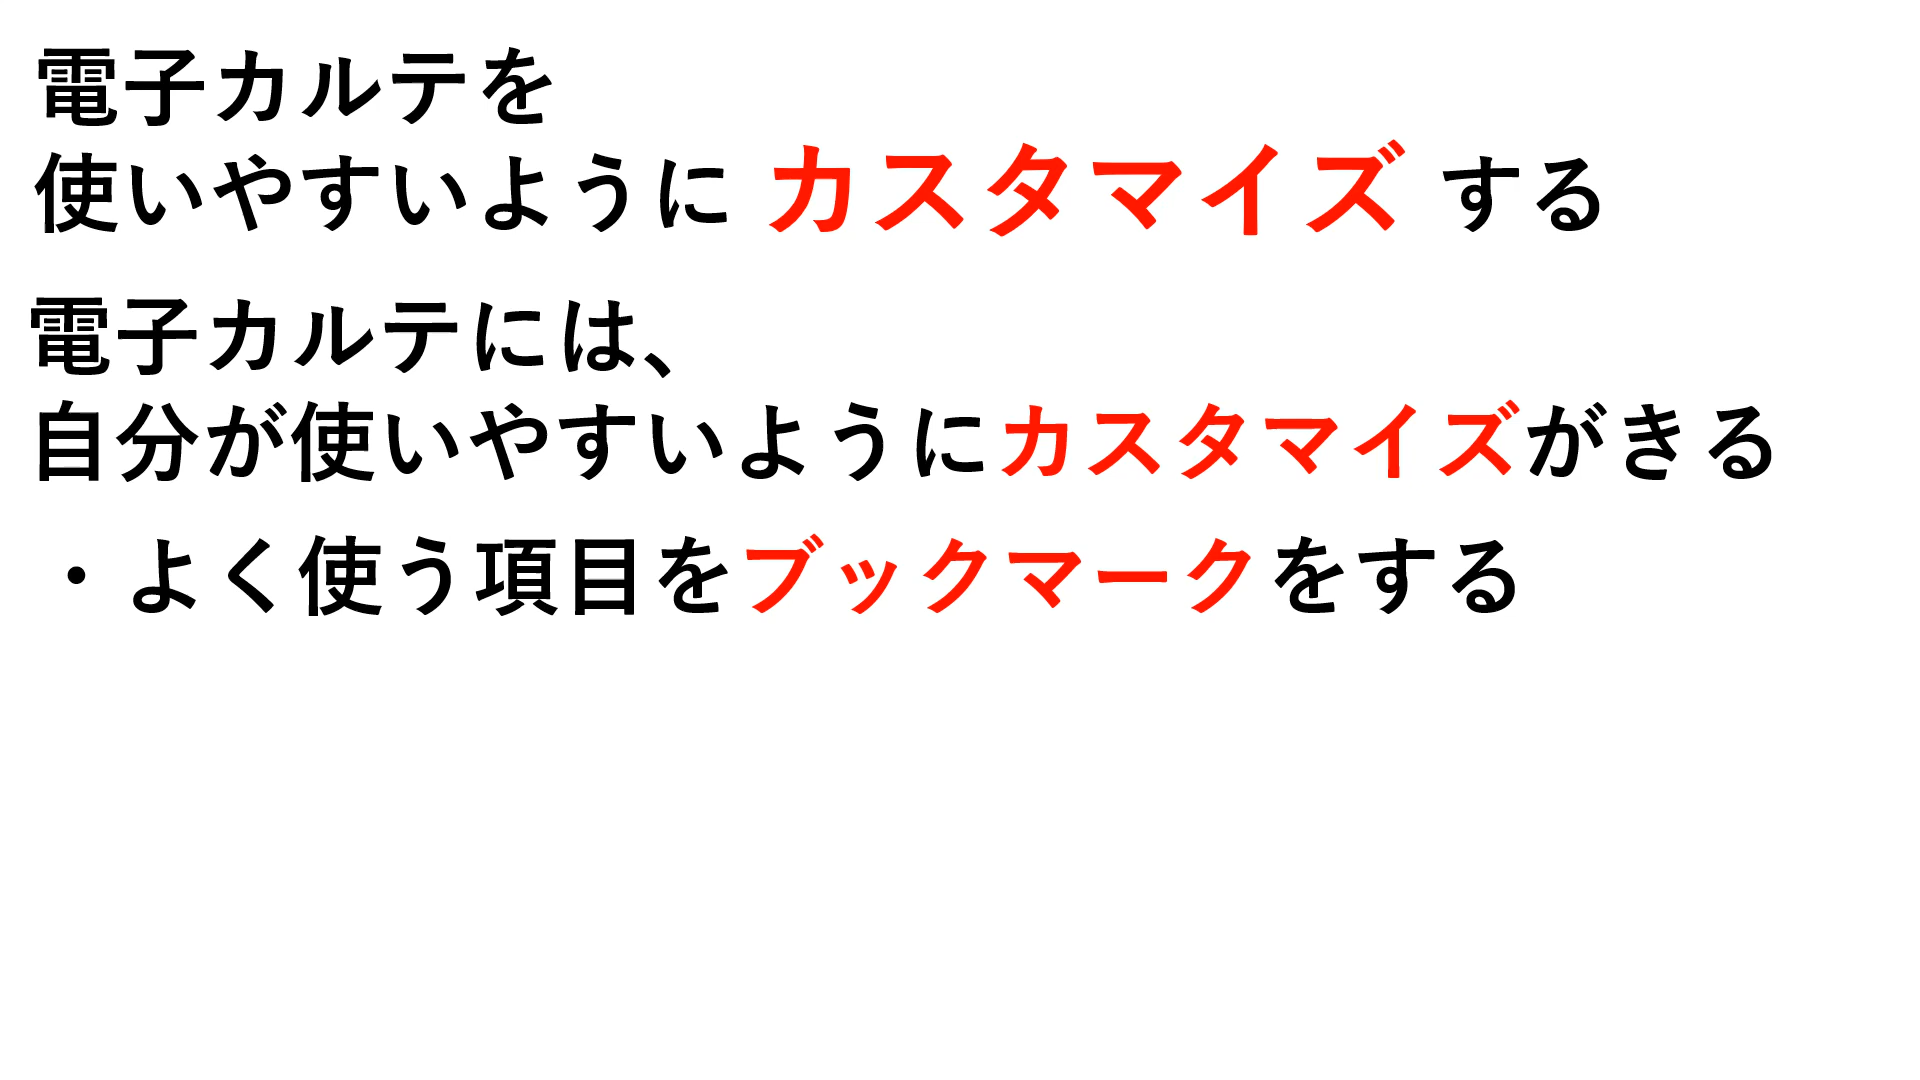 電子カルテを
使いやすいように カスタマイズ する
電子カルテには、
自分が使いやすいようにカスタマイズがきる
・よく使う項目をブックマークをする